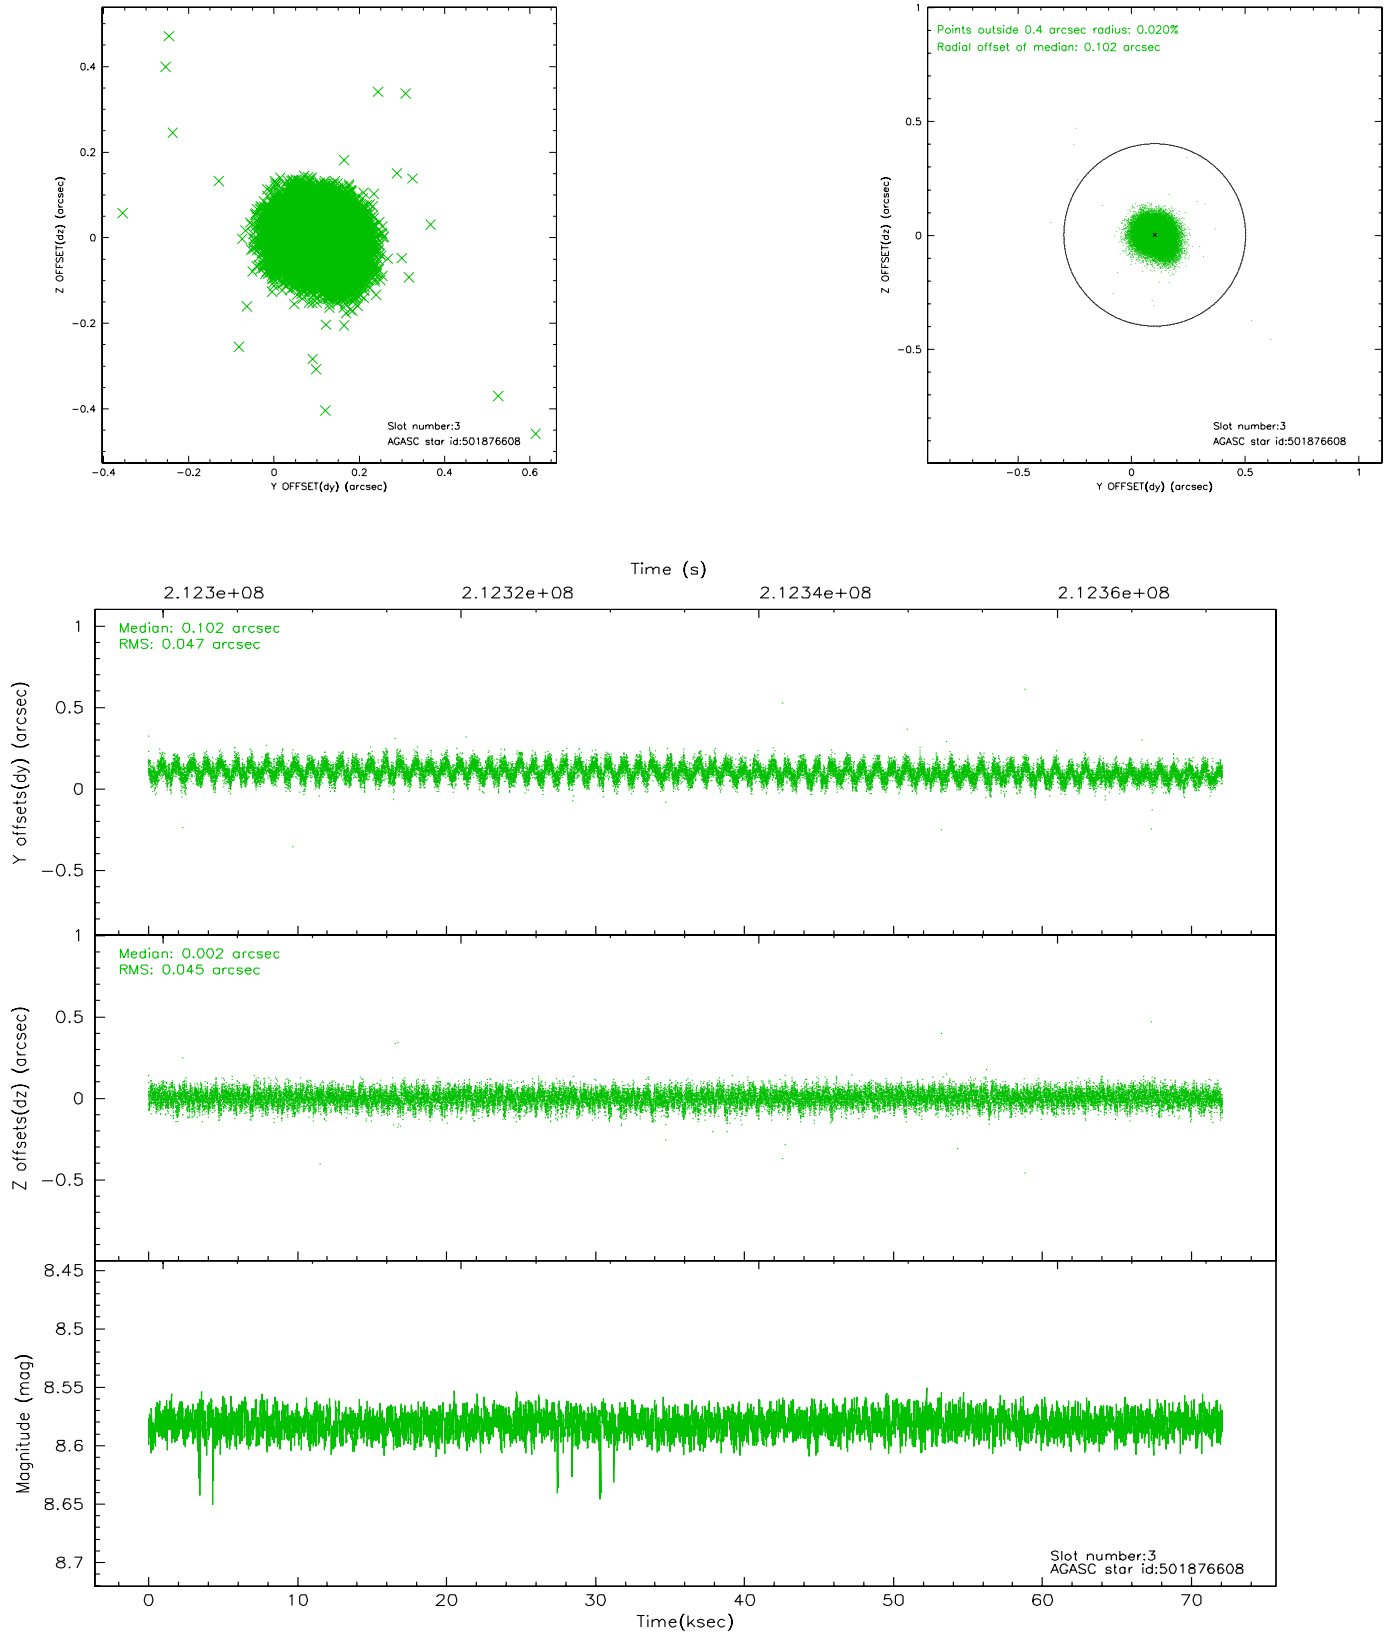 0.4
0.2
0
−0.2
−0.4
Z OFFSET(dz) (arcsec)
Slot number:3
AGASC star id:501876608
−0.4 −0.2 0 0.2 0.4 0.6
Y OFFSET(dy) (arcsec)
Points outside 0.4 arcsec radius: 0.020%
Radial offset of median: 0.102 arcsec
1
0.5
0
−0.5
Z OFFSET(dz) (arcsec)
Slot number:3
AGASC star id:501876608
−0.5 0 0.5 1
Y OFFSET(dy) (arcsec)
Time (s)
2.123e+08 2.1232e+08 2.1234e+08 2.1236e+08
Median: 0.102 arcsec
RMS: 0.047 arcsec
1
0.5
0
−0.5
Y offsets(dy) (arcsec)
Median: 0.002 arcsec
RMS: 0.045 arcsec
1
0.5
0
−0.5
Z offsets(dz) (arcsec)
8.45
8.5
8.55
8.6
8.65
8.7
Magnitude (mag)
Slot number:3
AGASC star id:501876608
0 10 20 30 40 50 60 70
Time(ksec)